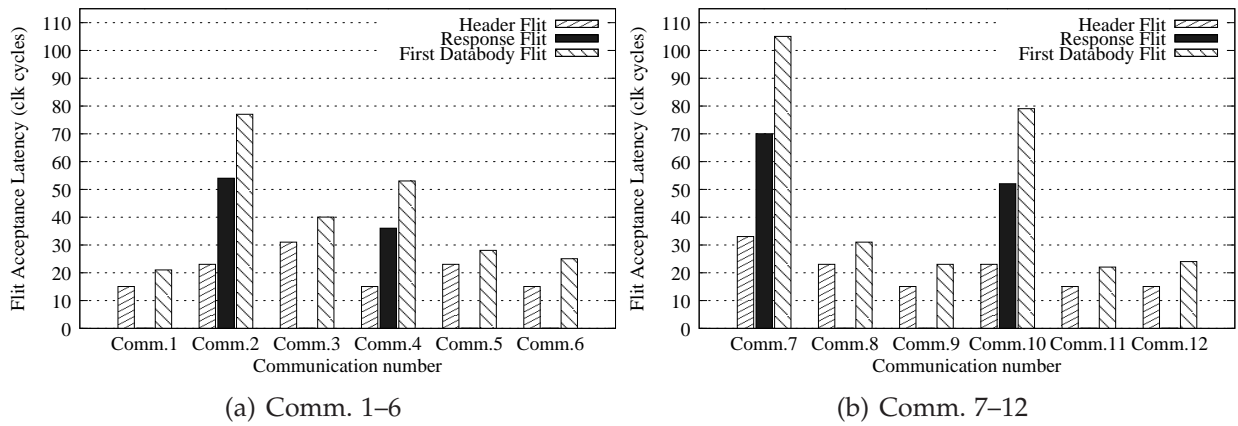 Flit Acceptance Latency (clk cycles)
110
100
90
80
70
60
50
40
30
20
10
0
Header Flit
Response Flit
First Databody Flit
Comm.1 Comm.2 Comm.3 Comm.4 Comm.5 Comm.6
Communication number
(a) Comm. 1–6
Flit Acceptance Latency (clk cycles)
110
100
90
80
70
60
50
40
30
20
10
0
Header Flit
Response Flit
First Databody Flit
Comm.7 Comm.8 Comm.9 Comm.10 Comm.11 Comm.12
Communication number
(b) Comm. 7–12